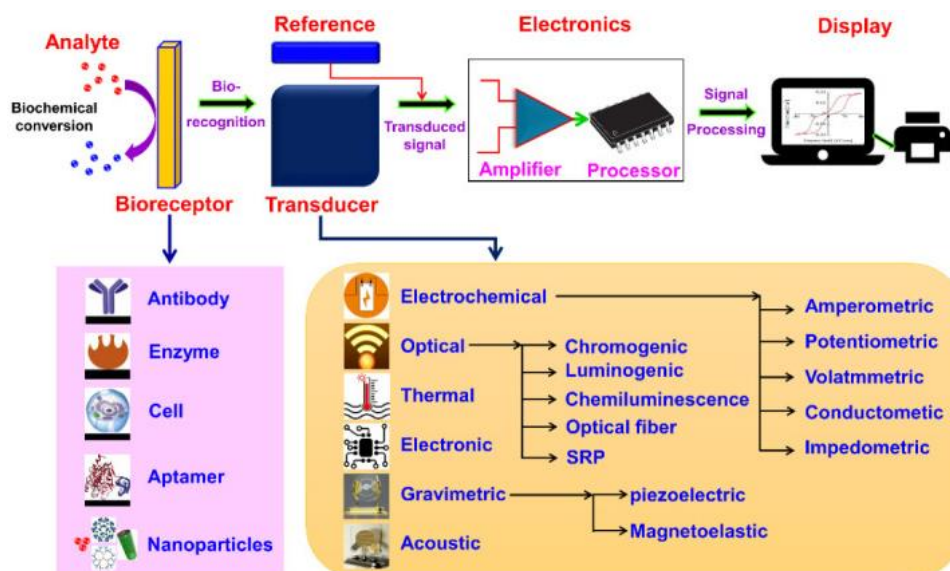 Analyte
Reference
Electronics
Display
Biochemical
conversion
Bio-
recognition
Transduced
signal
Signal
Processing
Amplifier
Processor
Bioreceptor
Transducer
Antibody
Enzyme
Cell
Aptamer
Nanoparticles
Electrochemical
Optical
Thermal
Electronic
Gravimetric
Acoustic
Chromogenic
Luminogenic
Chemiluminescence
Optical fiber
SRP
piezoelectric
Magnetoelastic
Amperometric
Potentiometric
Volatmmetric
Conductometic
Impedometric